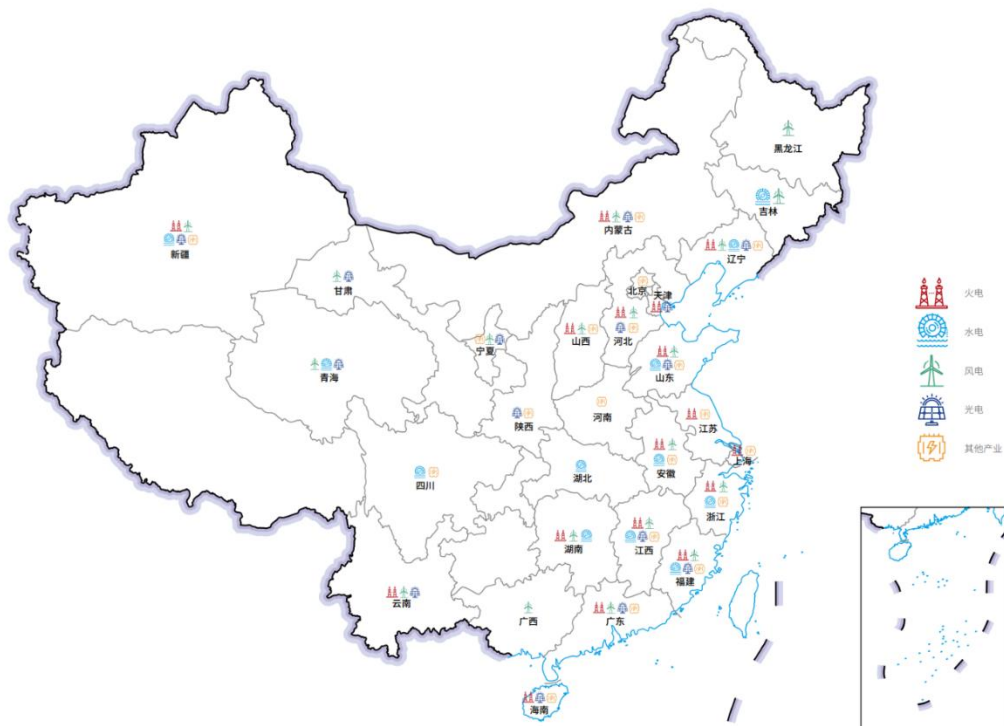 黑龙江
吉林
内蒙古
辽宁
新疆
甘肃
北京
天津
火电
河北
水电
山西
宁夏
青海
山东
风电
河南
江苏
陕西
光电
上海
其他产业
安徽
四川
湖北
浙江
湖南
江西
福建
云南
广西
广东
海南